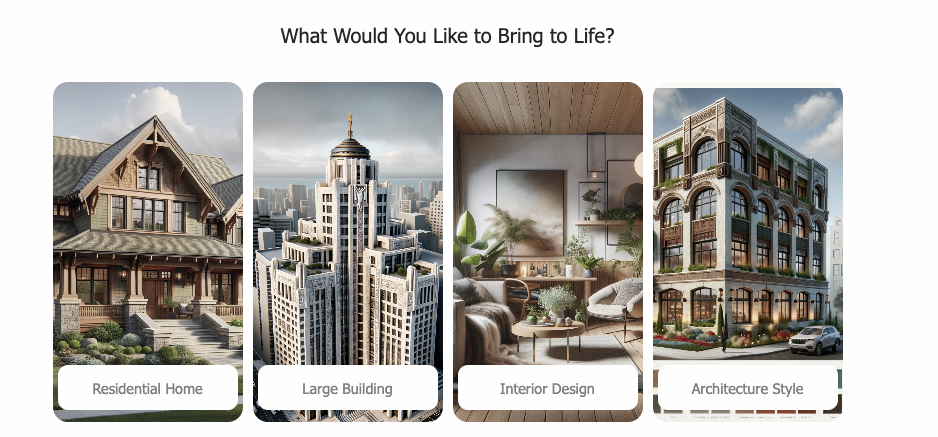 What Would You Like to Bring to Life?
Residential Home
Large Building
Interior Design
Architecture Style